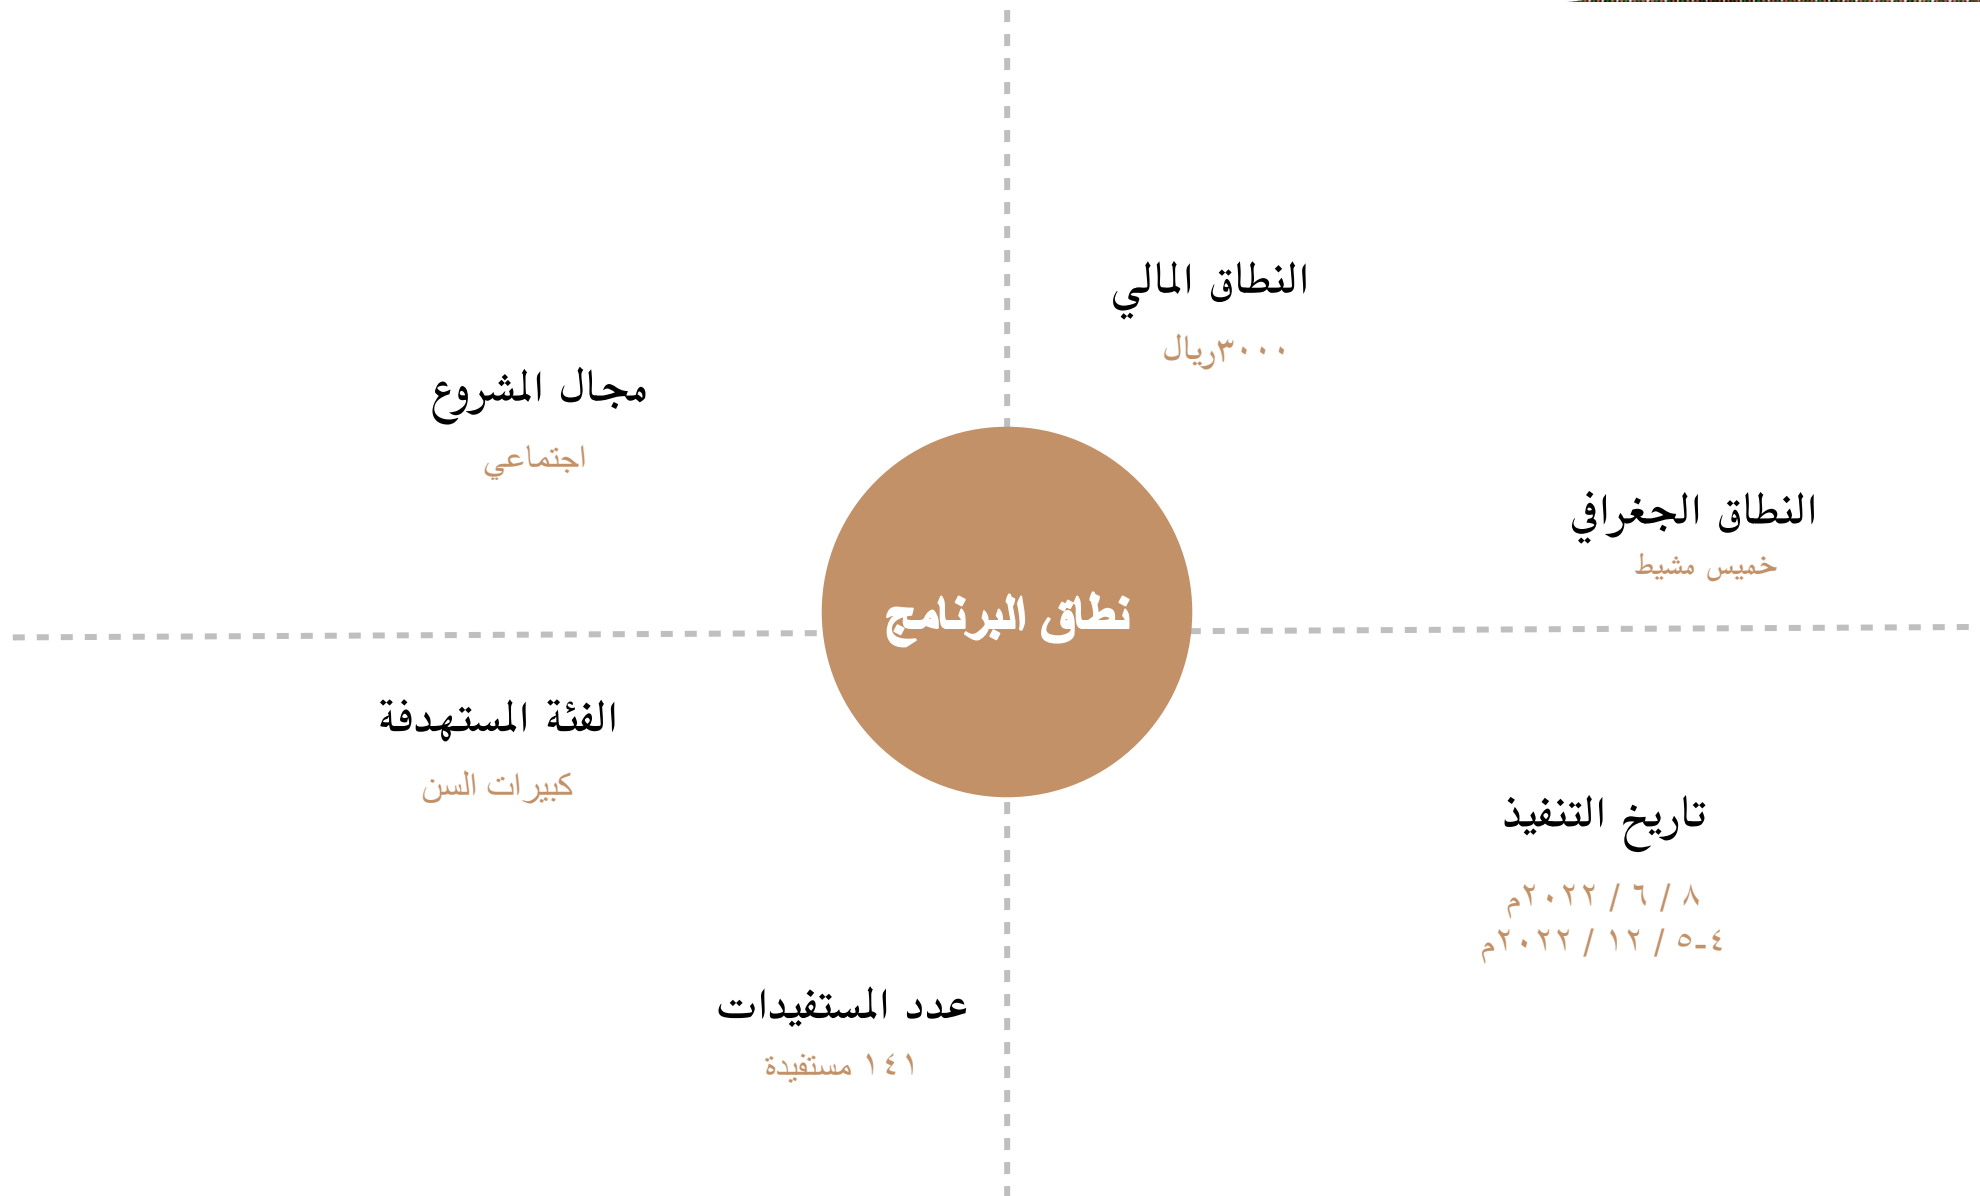 النطاق المالي
٣٠٠٠ريال
النطاق الجغرافي
خميس مشيط
مجال المشروع
اجتماعي
نطاق البرنامج
تاريخ التنفيذ
٨ / ٦ / ٢٠٢٢م
٤-٥ / ١٢ / ٢٠٢٢م
الفئة المستهدفة
كبيرات السن
عدد المستفيدات
١٤١ مستفيدة